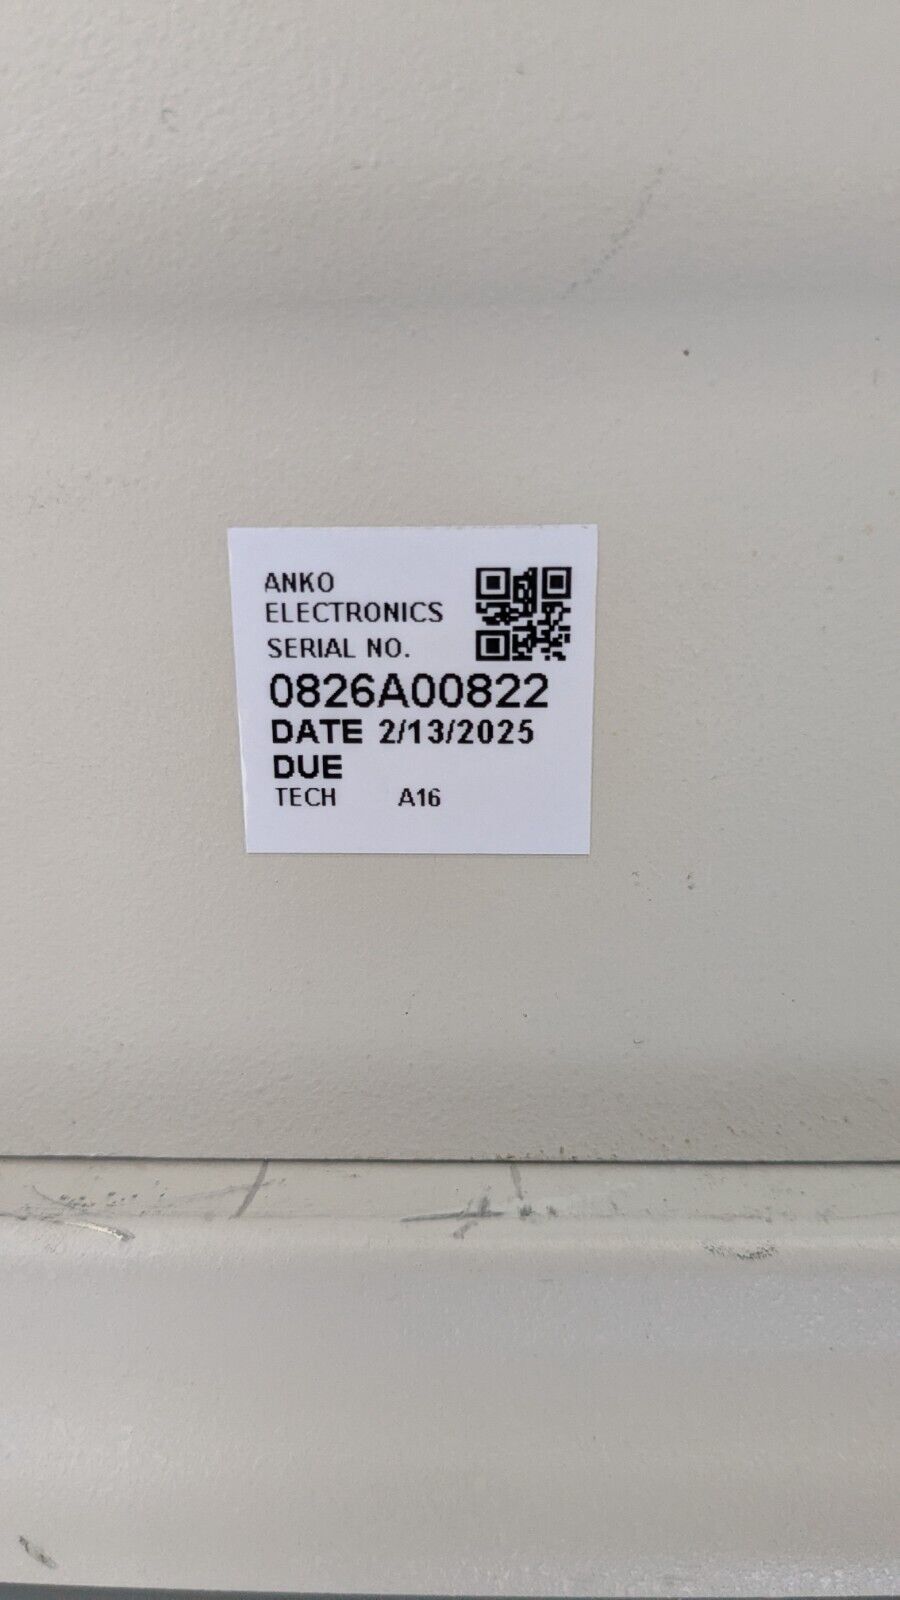 ANKO
ELECTRONICS
SERIAL NO.
0826A00822
DATE 2/13/2025
DUE
TECH A16